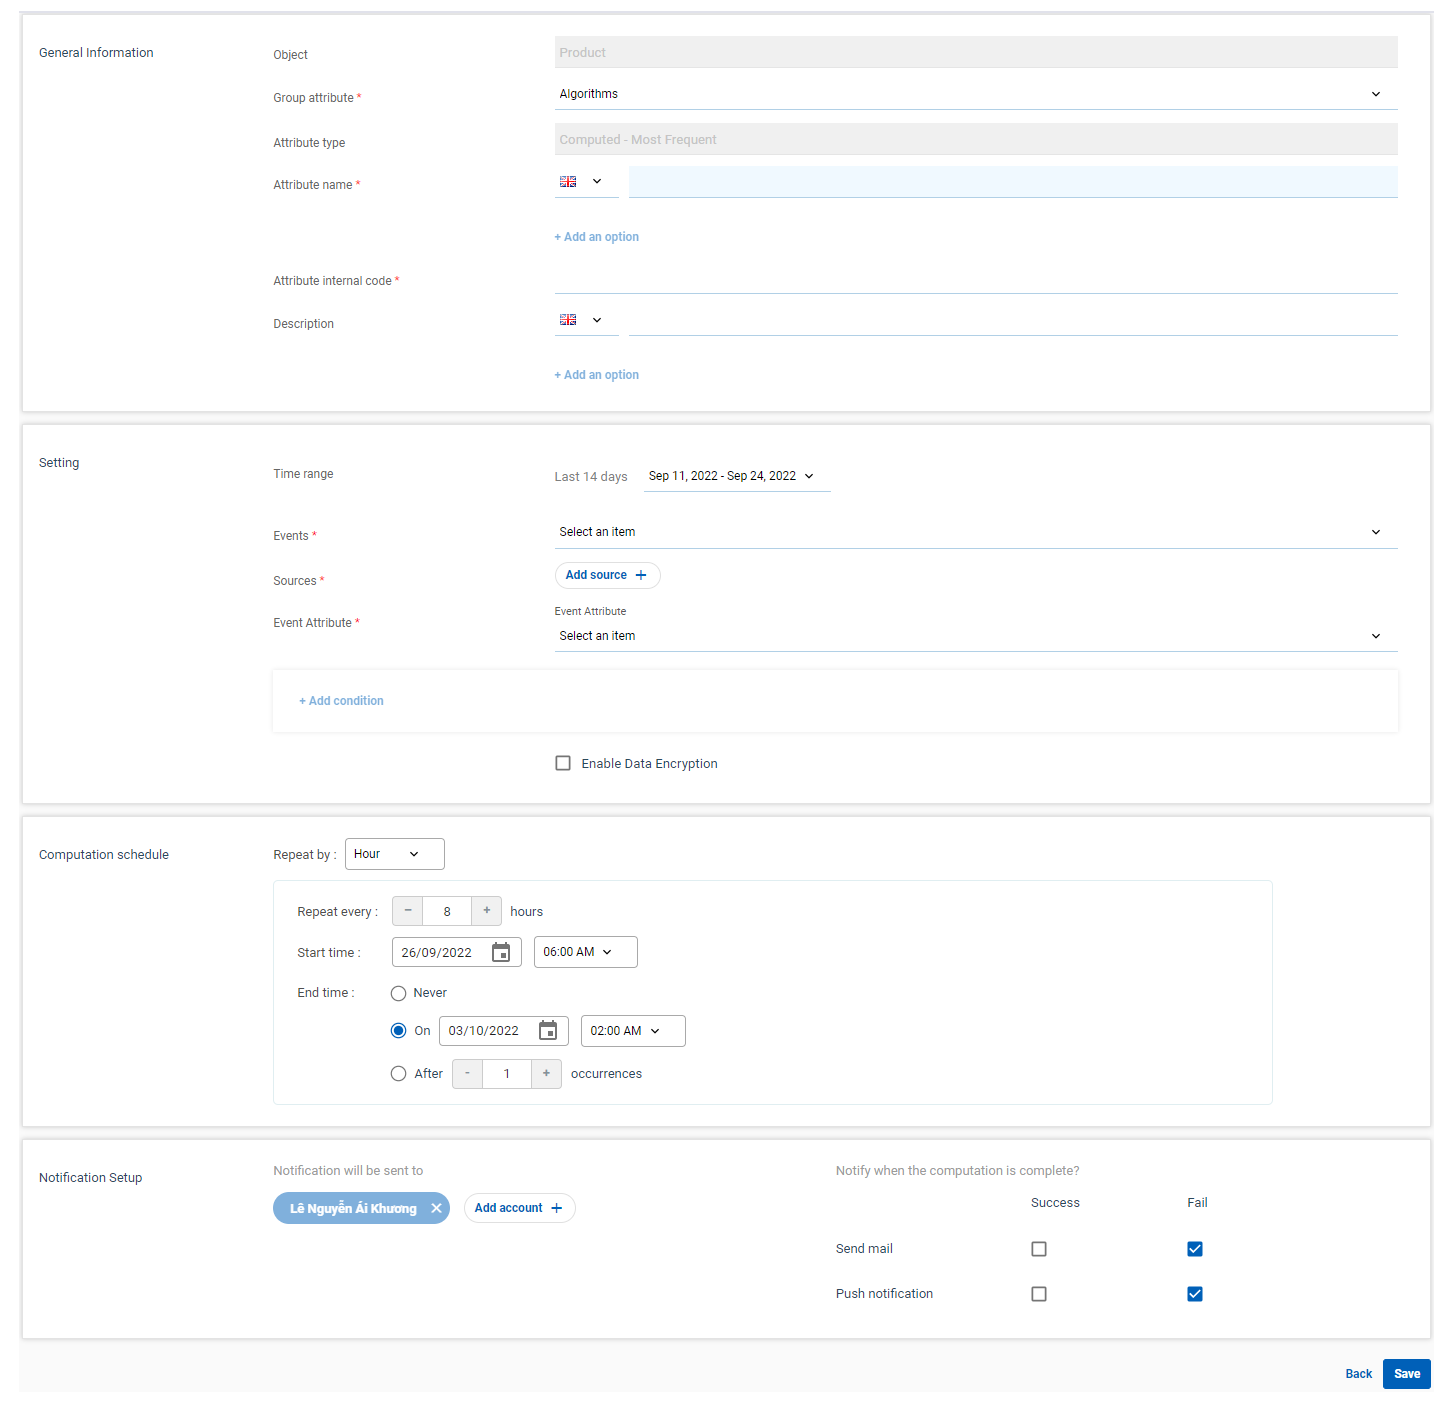 General Information
Object
Product
Group attribute *
Algorithms
Attribute type
Computed - Most Frequent
Attribute name *
+ Add an option
Attribute internal code *
Description
+ Add an option
Setting
Time range
Last 14 days
Sep 11, 2022 - Sep 24, 2022
Events *
Select an item
Sources *
Add source +
Event Attribute *
Event Attribute
Select an item
+ Add condition
Enable Data Encryption
Computation schedule
Repeat by :
Hour
Repeat every :
- 8 +
hours
Start time :
26/09/2022
06:00 AM
End time :
Never
On
03/10/2022
02:00 AM
After
- 1 +
occurrences
Notification Setup
Notification will be sent to
Lê Nguyễn Ái Khương ×
Add account +
Notify when the computation is complete?
Success
Fail
Send mail
Push notification
Back
Save